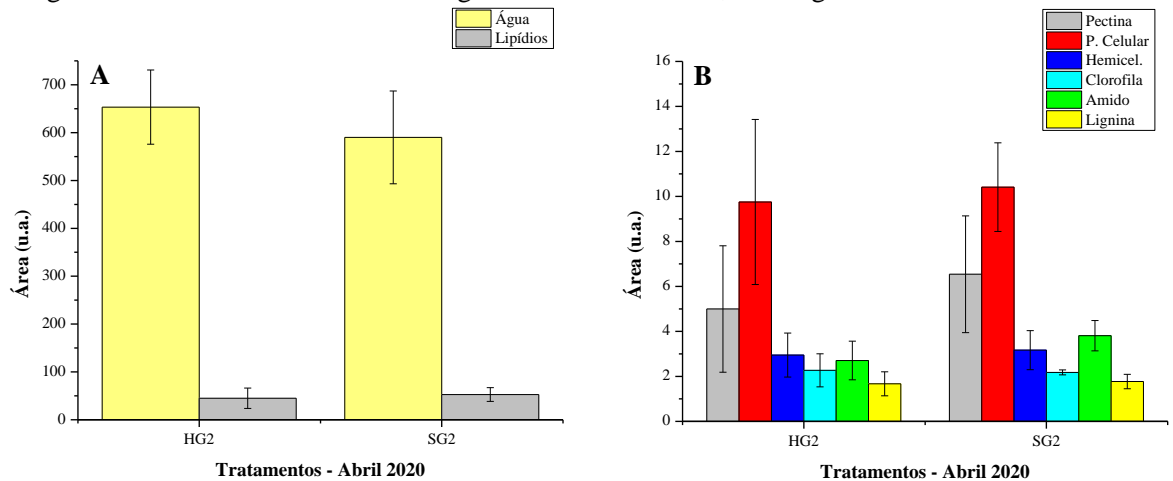 Água
Lipídios
A
700
600
500
400
300
200
100
0
Área (u.a.)
HG2
SG2
Tratamentos - Abril 2020
Pectina
P. Celular
Hemicel.
Clorofila
Amido
Lignina
B
16
14
12
10
8
6
4
2
0
Área (u.a.)
HG2
SG2
Tratamentos - Abril 2020